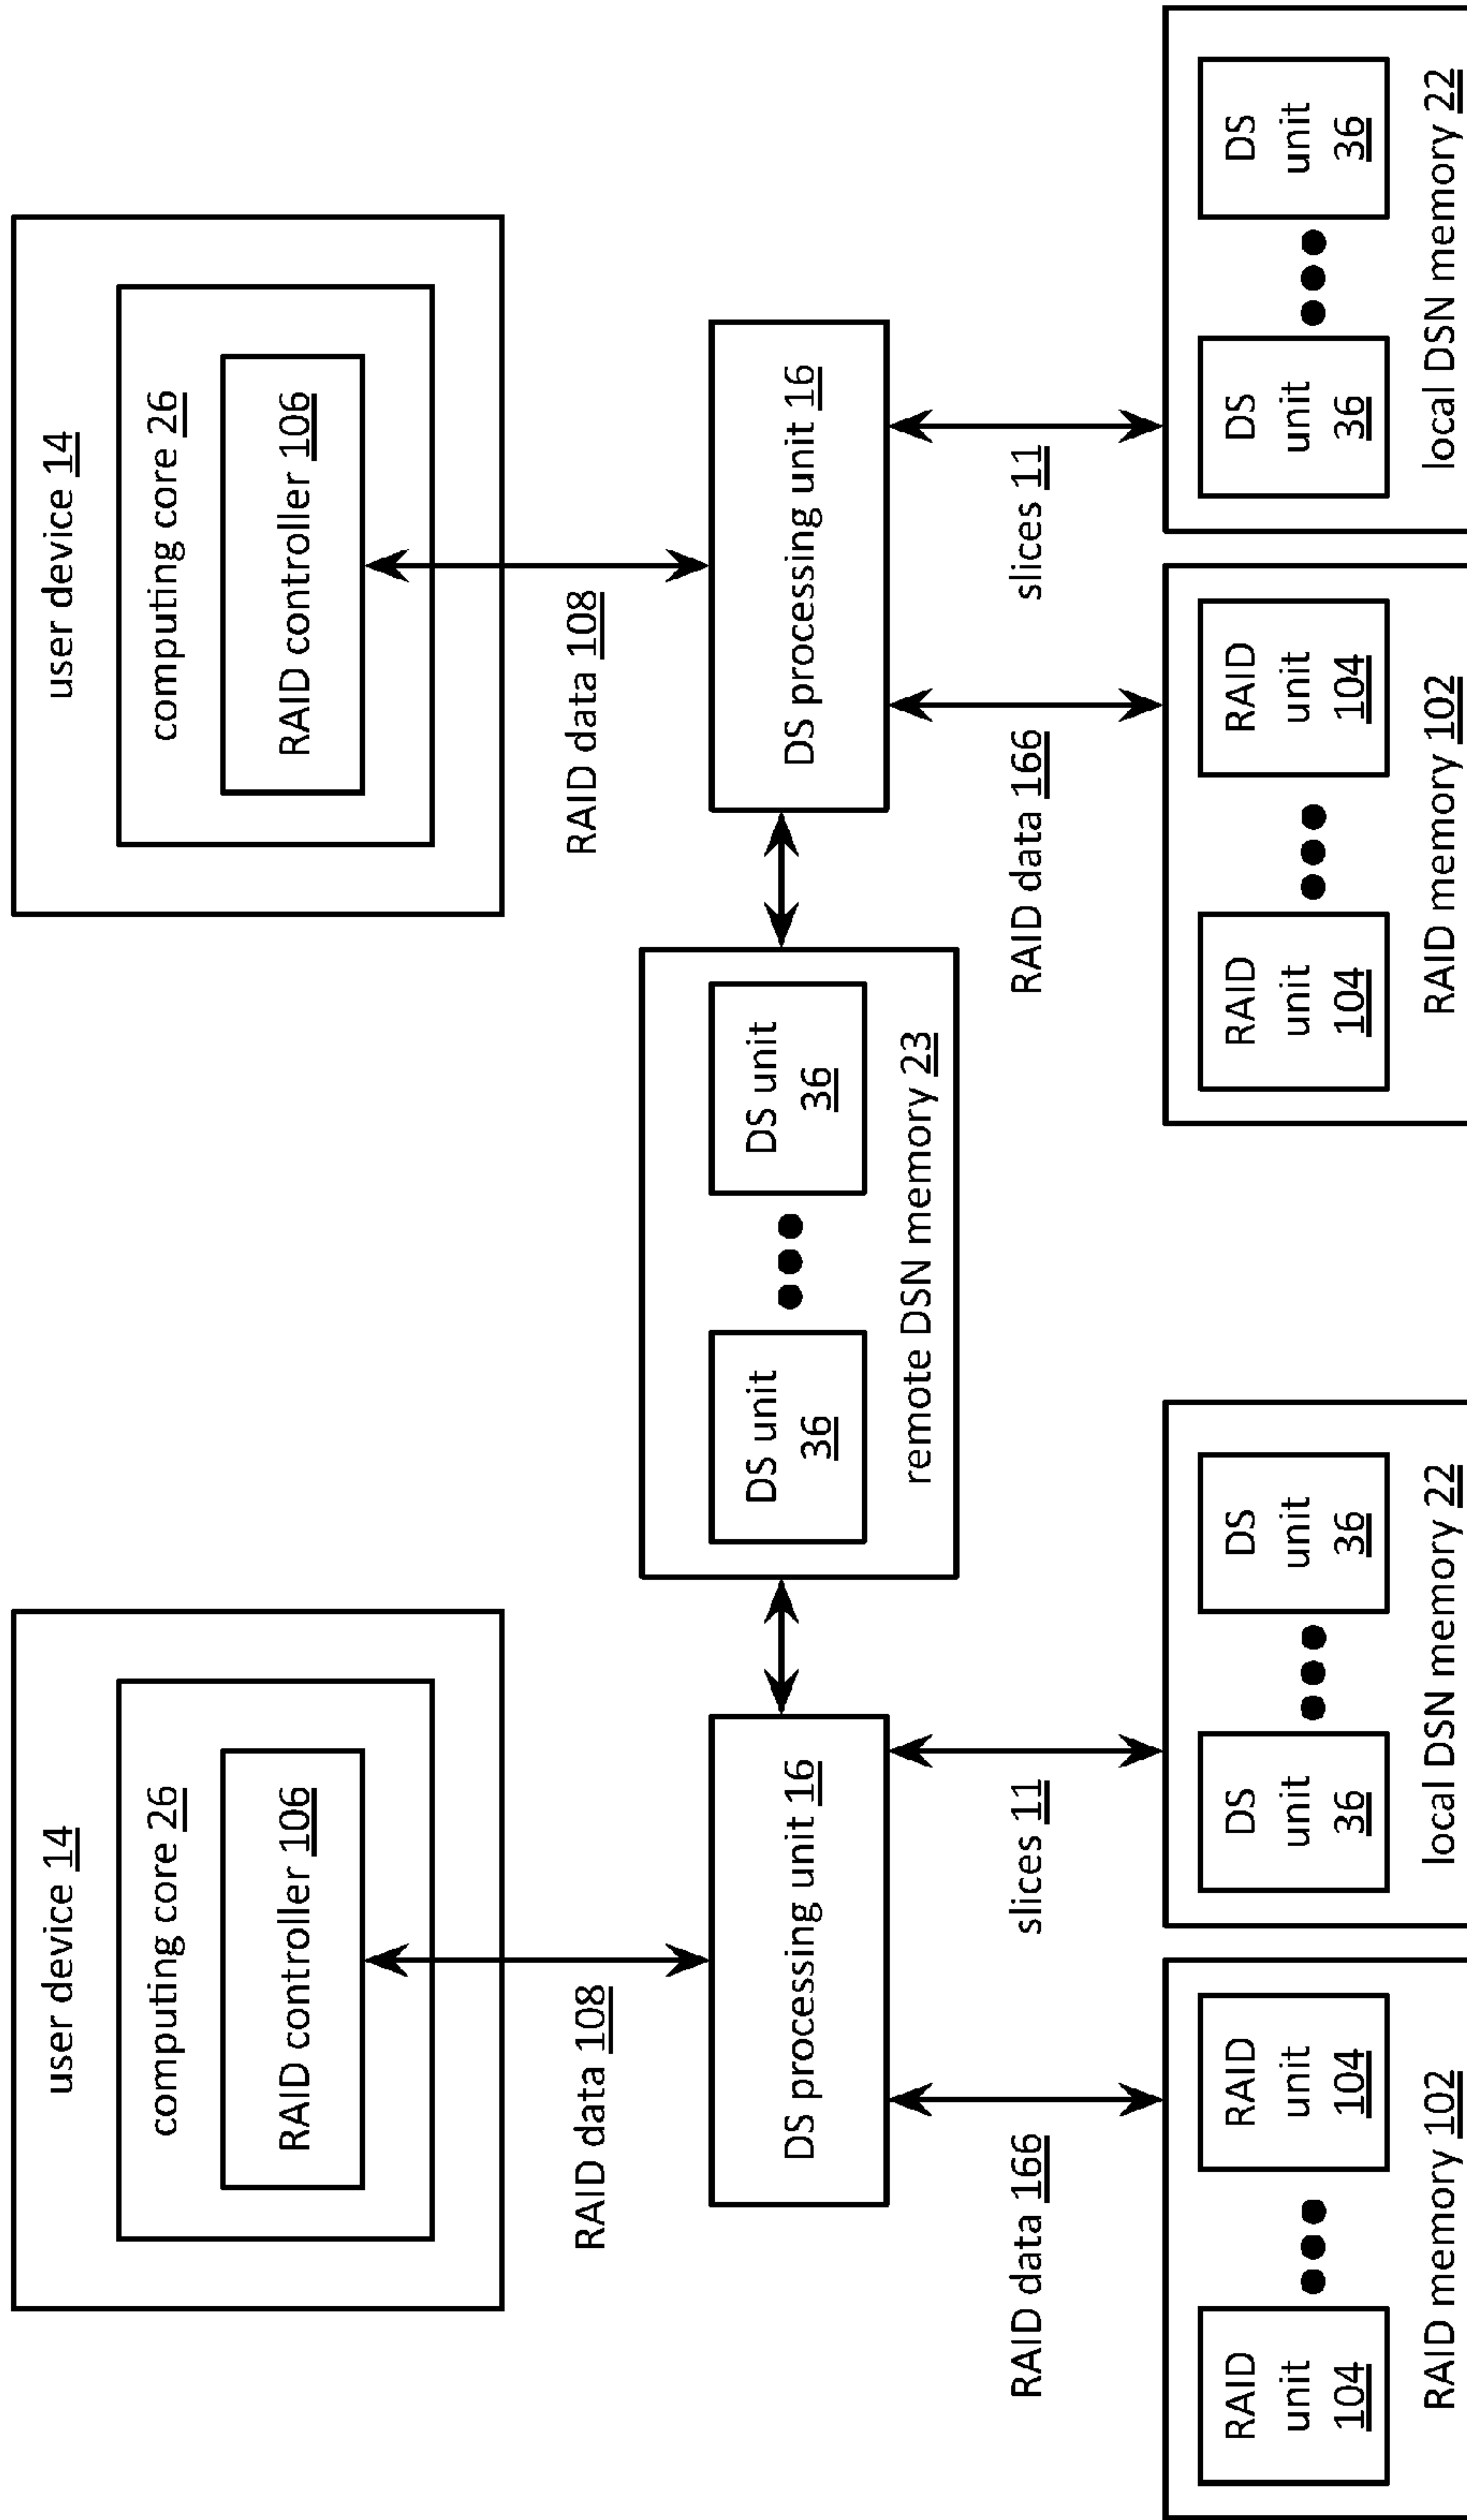 user device 14
computing core 26
RAID controller 106
user device 14
computing core 26
RAID controller 106
RAID data 108
RAID data 108
DS processing unit 16
DS unit
36
DS unit
36
remote DSN memory 23
DS processing unit 16
RAID data 166
slices 11
RAID data 166
slices 11
RAID
unit
104
RAID
unit
104
RAID memory 102
DS
unit
36
DS
unit
36
local DSN memory 22
RAID
unit
104
RAID
unit
104
RAID memory 102
DS
unit
36
DS
unit
36
local DSN memory 22